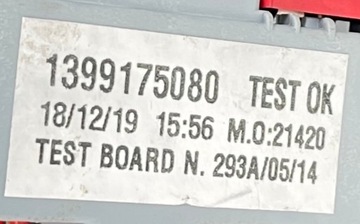 1399175080 TEST OK
18/12/19 15:56 M.O:21420
TEST BOARD N. 293A/05/14